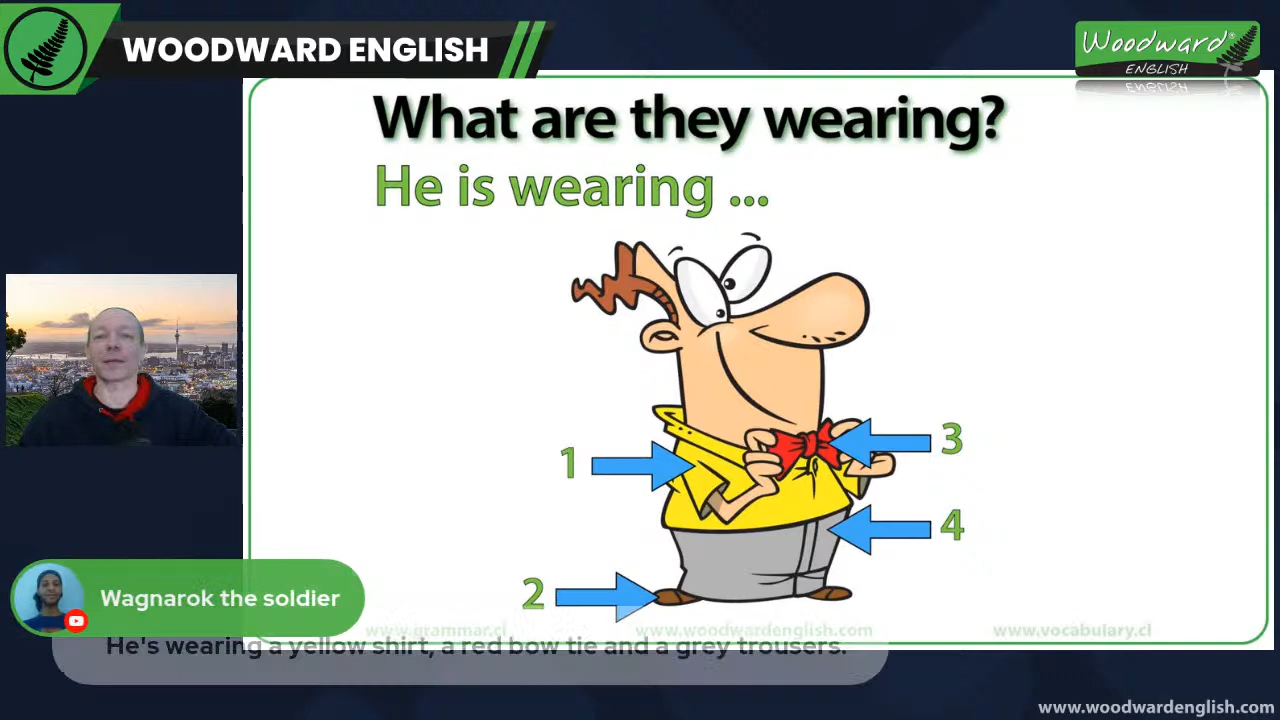 WOODWARD ENGLISH
Woodward®
ENGLISH
What are they wearing?
He is wearing ...
1
3
4
2
Wagnarok the soldier
He's wearing a yellow shirt, a red bow tie and a grey trousers.
www.grammar.cl
www.woodwardenglish.com
www.vocabulary.cl
www.woodwardenglish.com